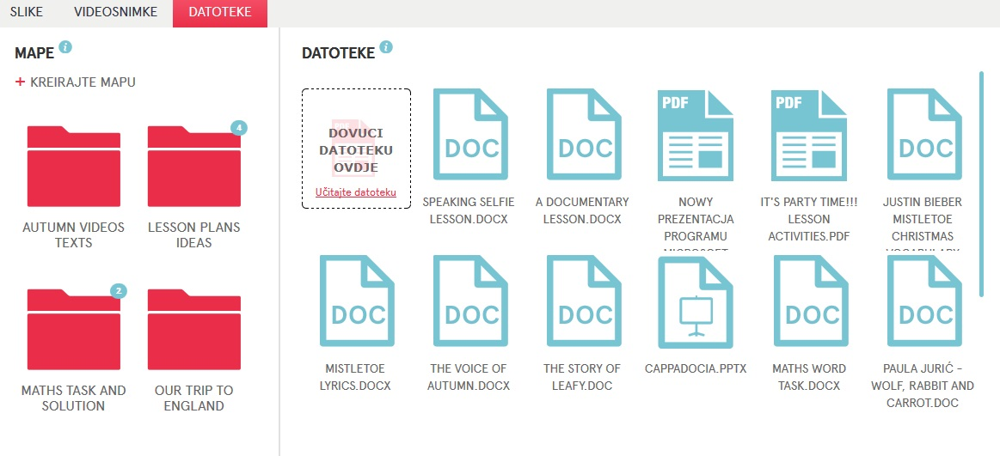 SLIKE VIDEOSNIMKE DATOTEKE
MAPE i
+ KREIRAJTE MAPU
4
AUTUMN VIDEOS
TEXTS
LESSON PLANS
IDEAS
2
MATHS TASK AND
SOLUTION
OUR TRIP TO
ENGLAND
DATOTEKE i
DOVUCI
DATOTEKU
OVDJE
Učitajte datoteku
DOC
SPEAKING SELFIE
LESSON.DOCX
DOC
A DOCUMENTARY
LESSON.DOCX
PDF
NOWY
PREZENTACJA
PROGRAMU
MICROSOFT
PDF
IT'S PARTY TIME!!!
LESSON
ACTIVITIES.PDF
DOC
JUSTIN BIEBER
MISTLETOE
CHRISTMAS
VOCABULARY
DOC
MISTLETOE
LYRICS.DOCX
DOC
THE VOICE OF
AUTUMN.DOCX
DOC
THE STORY OF
LEAFY.DOC
CAPPADOCIA.PPTX
DOC
MATHS WORD
TASK.DOCX
DOC
PAULA JURIĆ -
WOLF, RABBIT AND
CARROT.DOC